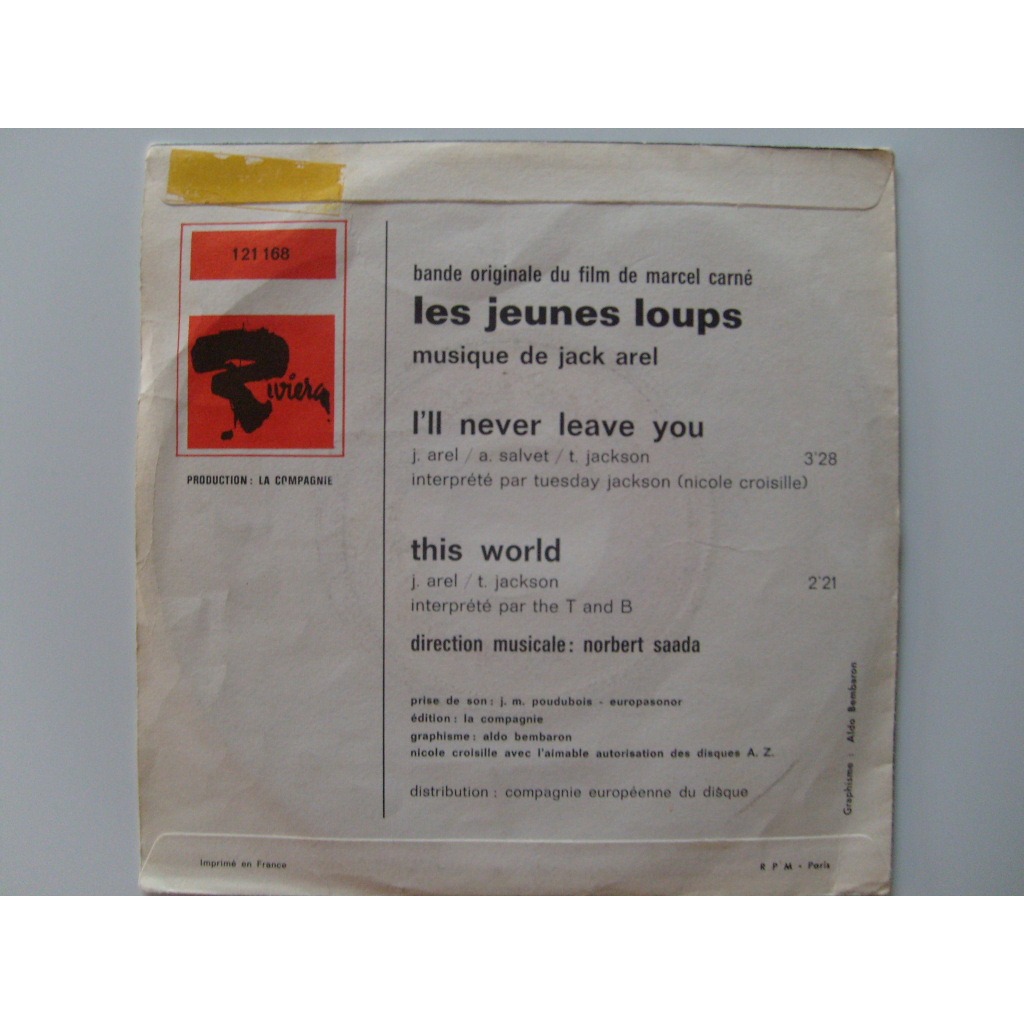 121 168
Riviera
PRODUCTION: LA COMPAGNIE
bande originale du film de marcel carné
les jeunes loups
musique de jack arel
I'll never leave you
j. arel / a. salvet / t. jackson 3'28
interprété par tuesday jackson (nicole croisille)
this world
j. arel / t. jackson 2'21
interprété par the T and B
direction musicale: norbert saada
prise de son: j. m. poudubois - europasonor
édition: la compagnie
graphisme: aldo bembaron
nicole croisille avec l'aimable autorisation des disques A. Z.
distribution: compagnie européenne du disque
Graphisme : Aldo Bembaron
Imprimé en France
R P M - Paris